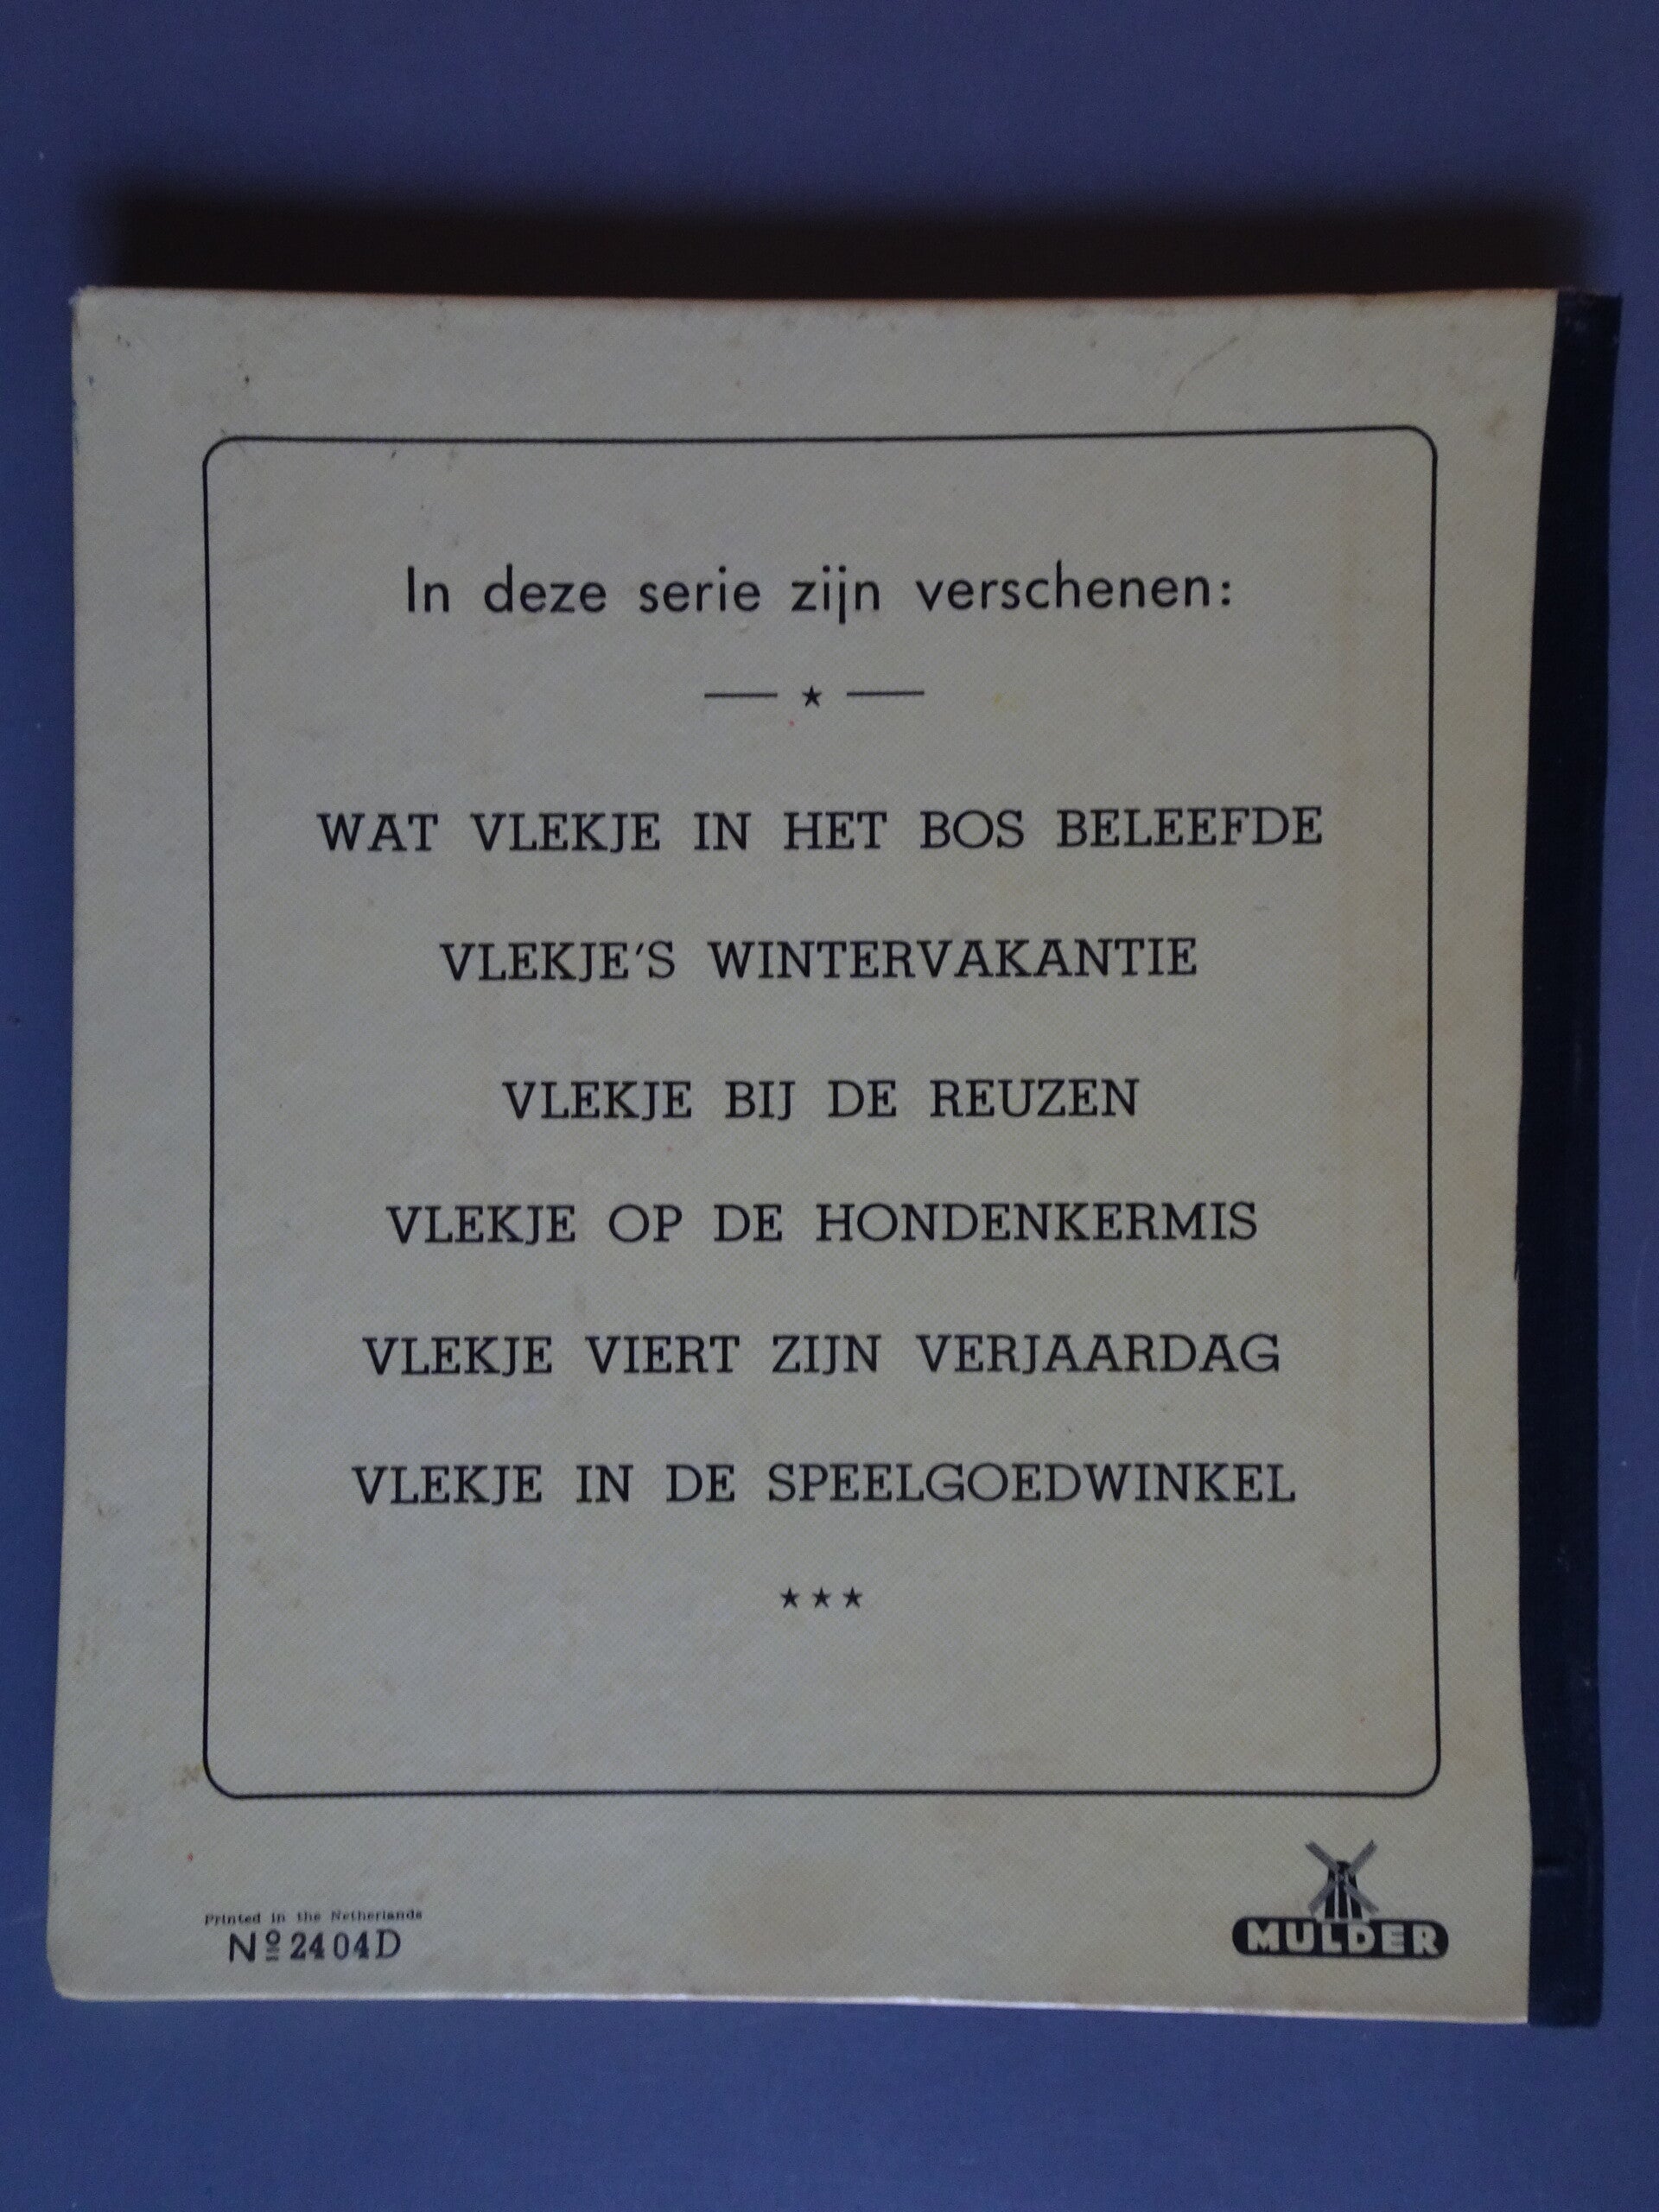 In deze serie zijn verschenen:
— ★ —
WAT VLEKJE IN HET BOS BELEEFDE
VLEKJE'S WINTERVAKANTIE
VLEKJE BIJ DE REUZEN
VLEKJE OP DE HONDENKERMIS
VLEKJE VIERT ZIJN VERJAARDAG
VLEKJE IN DE SPEELGOEDWINKEL
★★★
Printed in the Netherlands
Nº 2404D
MULDER